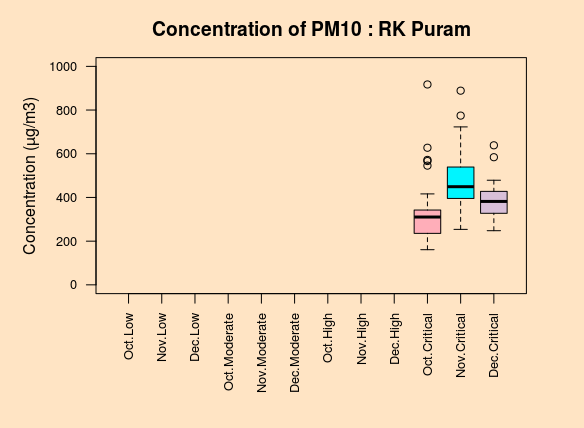 Concentration of PM10 : RK Puram
Concentration (µg/m3)
1000
800
600
400
200
0
Oct.Low
Nov.Low
Dec.Low
Oct.Moderate
Nov.Moderate
Dec.Moderate
Oct.High
Nov.High
Dec.High
Oct.Critical
Nov.Critical
Dec.Critical